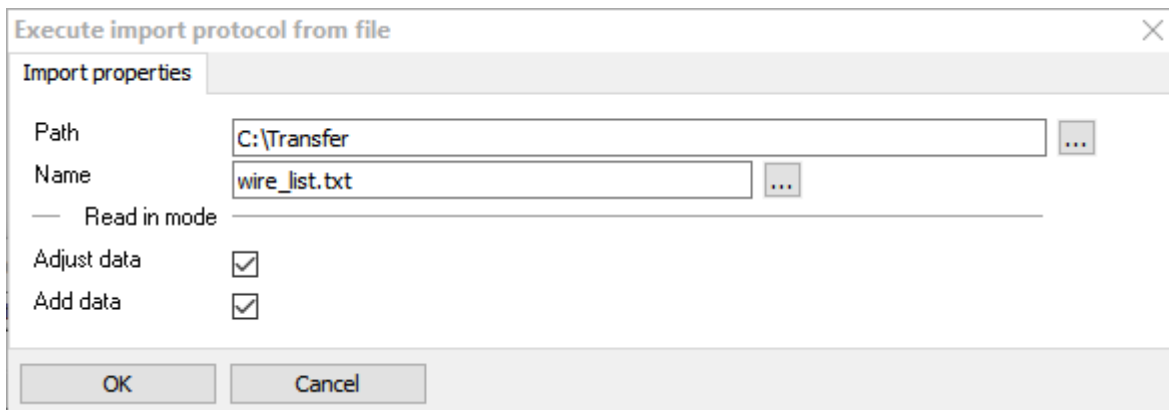 Execute import protocol from file
Import properties
Path C:\Transfer ...
Name wire_list.txt ...
Read in mode
Adjust data
Add data
OK Cancel